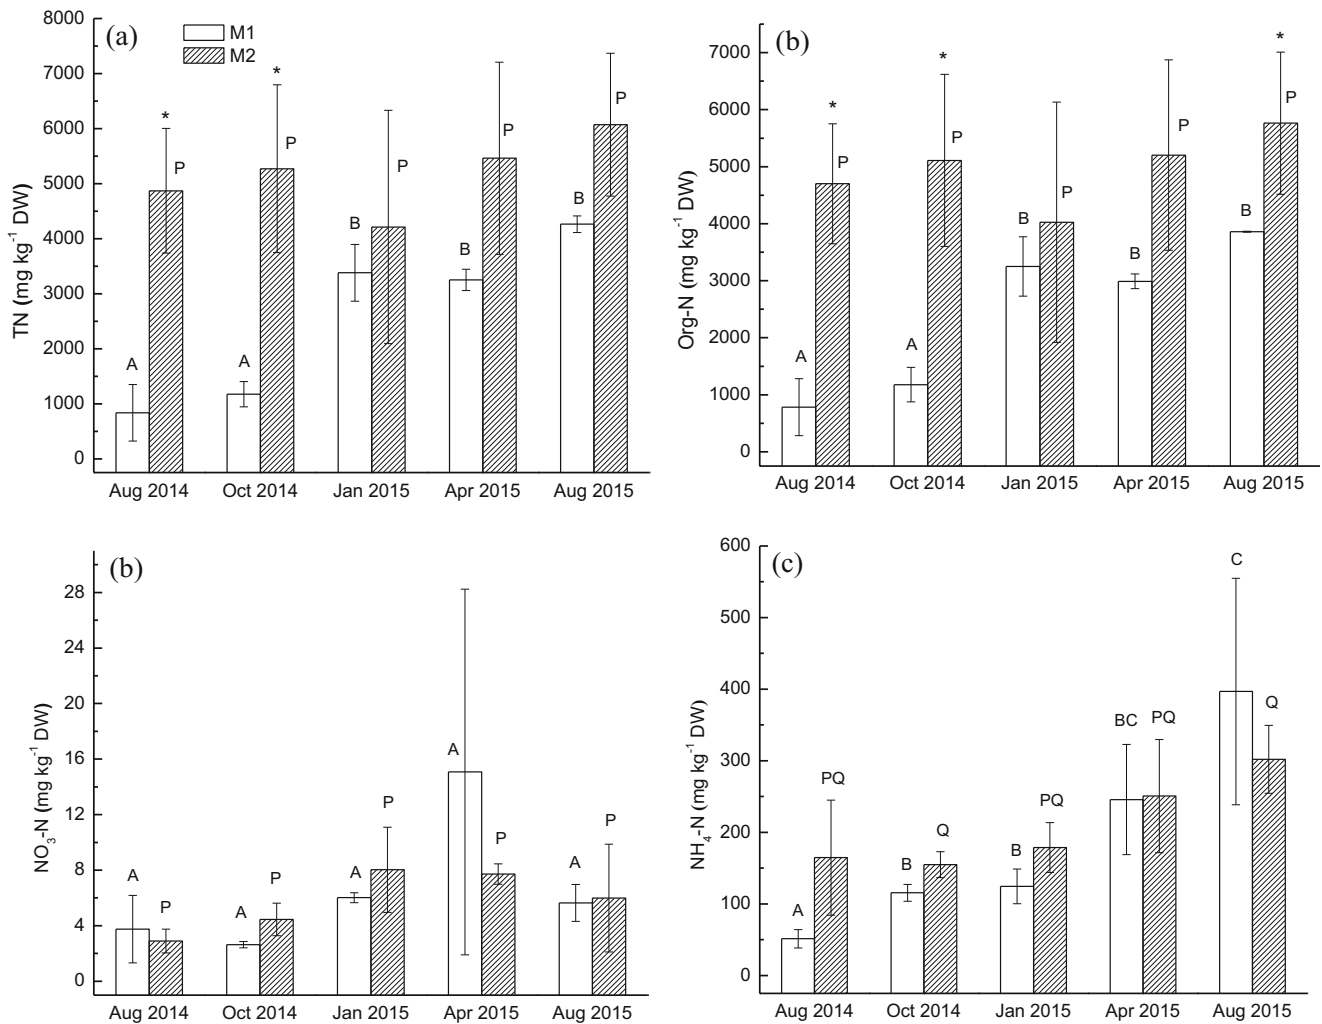 (a)
M1
M2
8000
7000
6000
5000
4000
3000
2000
1000
0
TN (mg kg⁻¹ DW)
A
*
P
A
*
P
B
P
B
P
B
P
Aug 2014 Oct 2014 Jan 2015 Apr 2015 Aug 2015
(b)
7000
6000
5000
4000
3000
2000
1000
0
Org-N (mg kg⁻¹ DW)
A
*
P
A
*
P
B
P
B
P
B
*
P
Aug 2014 Oct 2014 Jan 2015 Apr 2015 Aug 2015
(b)
28
24
20
16
12
8
4
0
NO₃-N (mg kg⁻¹ DW)
A
P
A
P
A
P
A
P
A
P
Aug 2014 Oct 2014 Jan 2015 Apr 2015 Aug 2015
(c)
600
500
400
300
200
100
0
NH₄-N (mg kg⁻¹ DW)
A
PQ
B
Q
B
PQ
BC
PQ
C
Q
Aug 2014 Oct 2014 Jan 2015 Apr 2015 Aug 2015